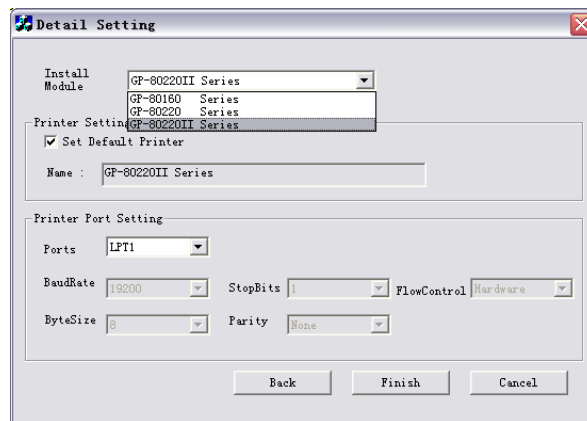 Detail Setting
Install
Module
GP-80220II Series
GP-80160 Series
GP-80220 Series
GP-80220II Series
Printer Setting
Set Default Printer
Name : GP-80220II Series
Printer Port Setting
Ports LPT1
BaudRate 19200 StopBits 1 FlowControl Hardware
ByteSize 8 Parity None
Back Finish Cancel